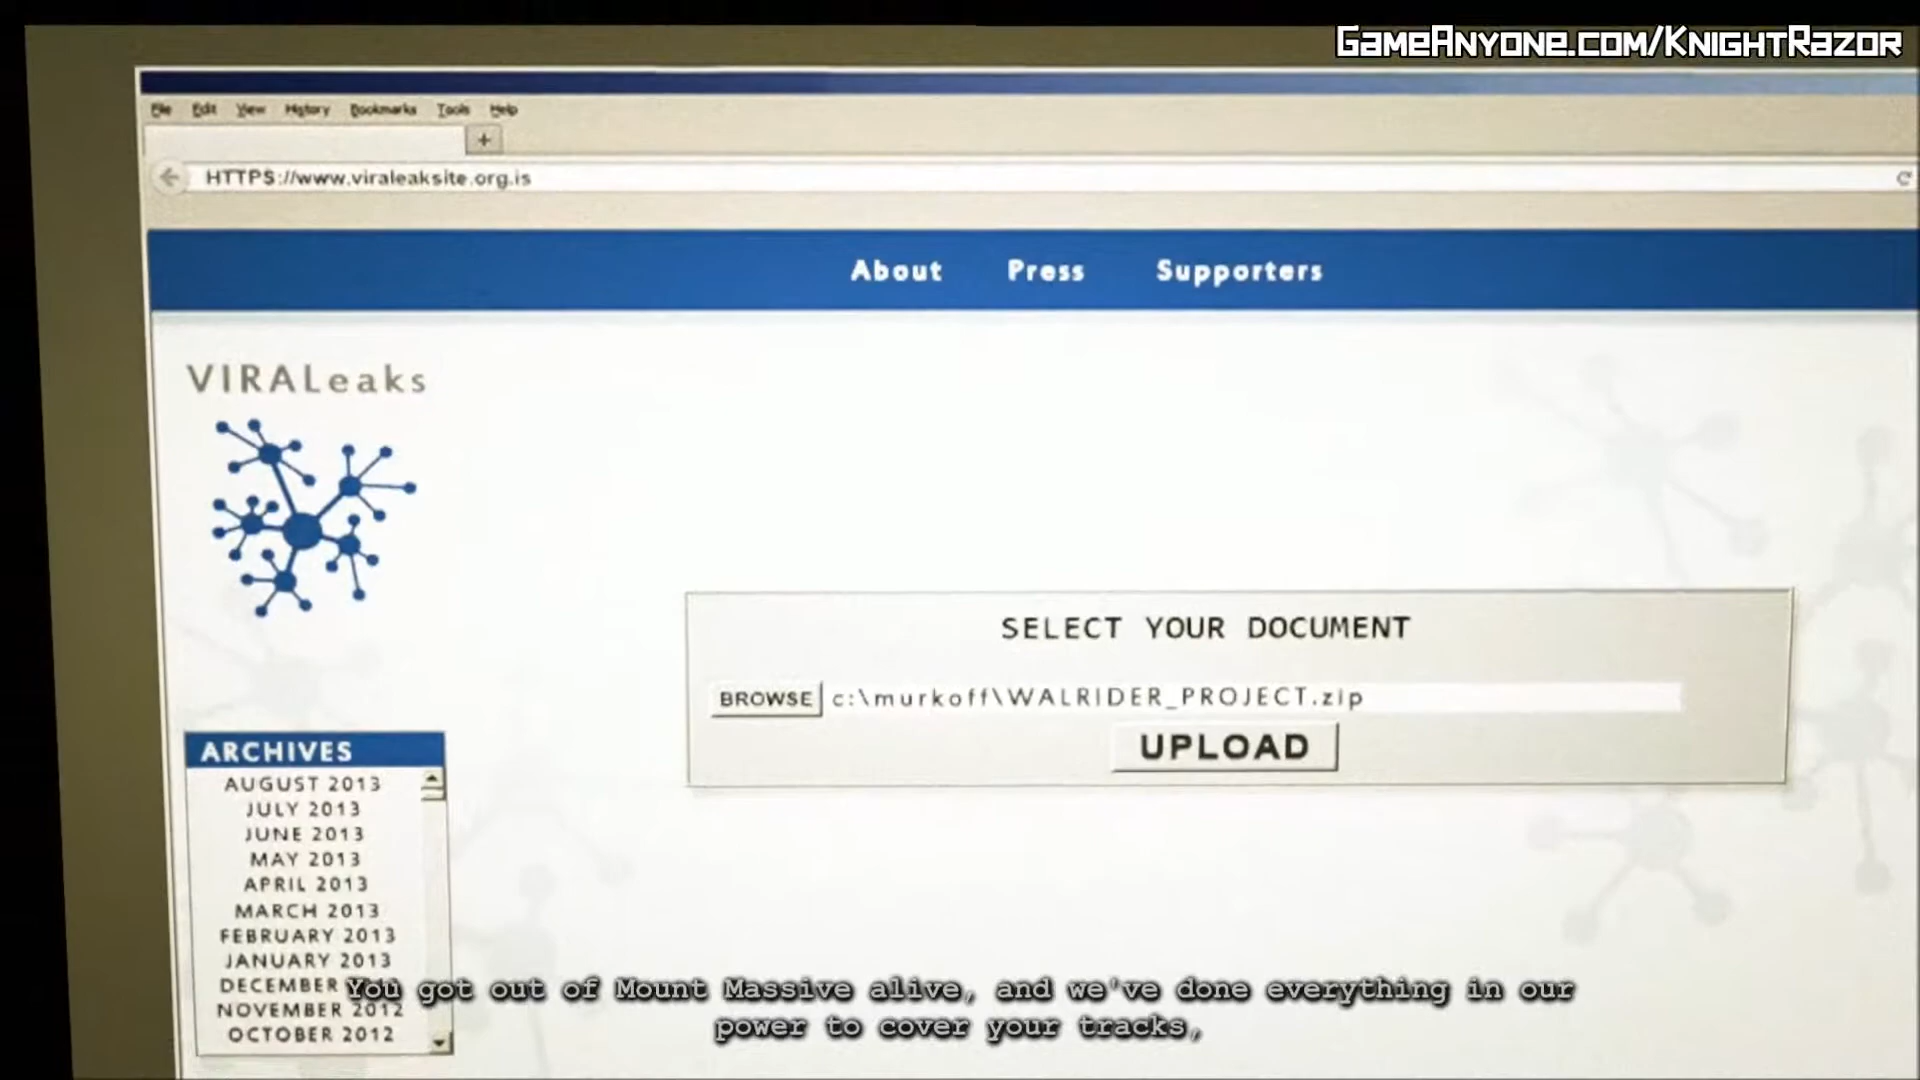 GameAnyone.com/KnightRazor
File Edit View History Bookmarks Tools Help
+
HTTPS://www.viraleaksite.org.is
About Press Supporters
VIRALeaks
SELECT YOUR DOCUMENT
BROWSE c:\murkoff\WALRIDER_PROJECT.zip
UPLOAD
ARCHIVES
AUGUST 2013
JULY 2013
JUNE 2013
MAY 2013
APRIL 2013
MARCH 2013
FEBRUARY 2013
JANUARY 2013
DECEMBER
NOVEMBER 2012
OCTOBER 2012
You got out of Mount Massive alive, and we've done everything in our
power to cover your tracks,